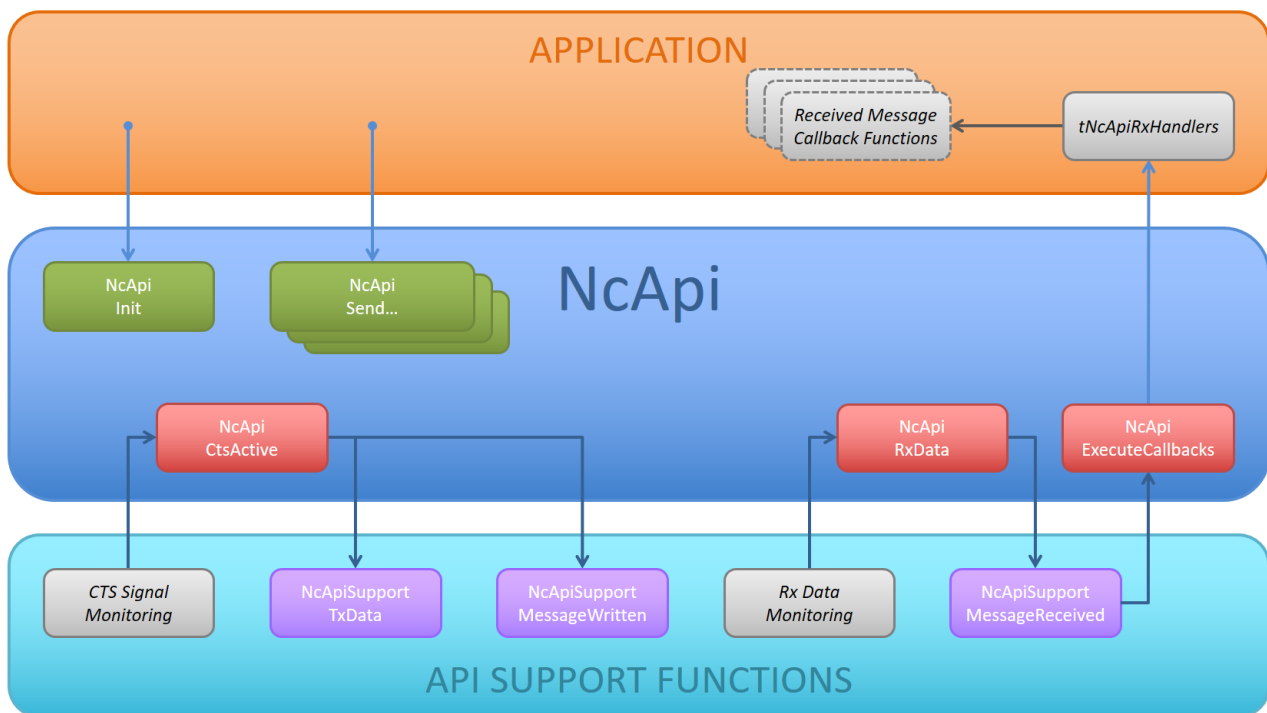 APPLICATION
Received Message
Callback Functions
tNcApiRxHandlers
NcApi
Init
NcApi
Send...
NcApi
NcApi
CtsActive
NcApi
RxData
NcApi
ExecuteCallbacks
CTS Signal
Monitoring
NcApiSupport
TxData
NcApiSupport
MessageWritten
Rx Data
Monitoring
NcApiSupport
MessageReceived
API SUPPORT FUNCTIONS